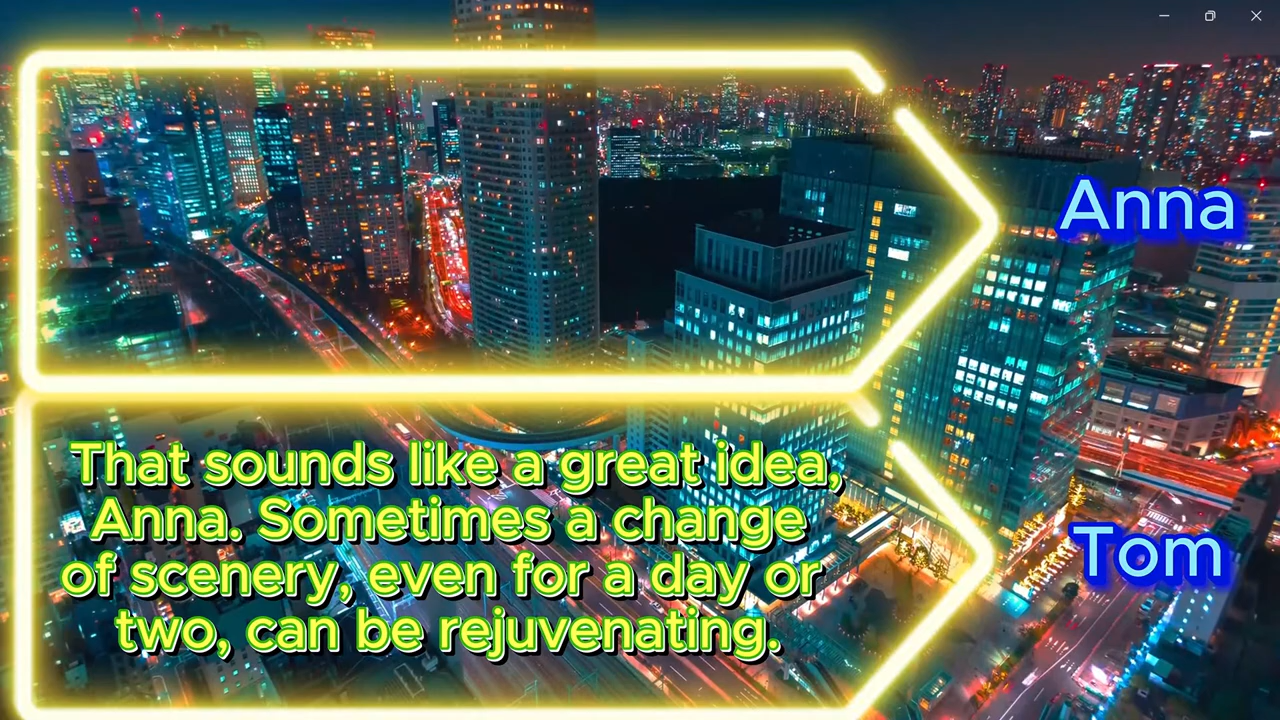 Anna
That sounds like a great idea,
Anna. Sometimes a change
of scenery, even for a day or
two, can be rejuvenating.
Tom